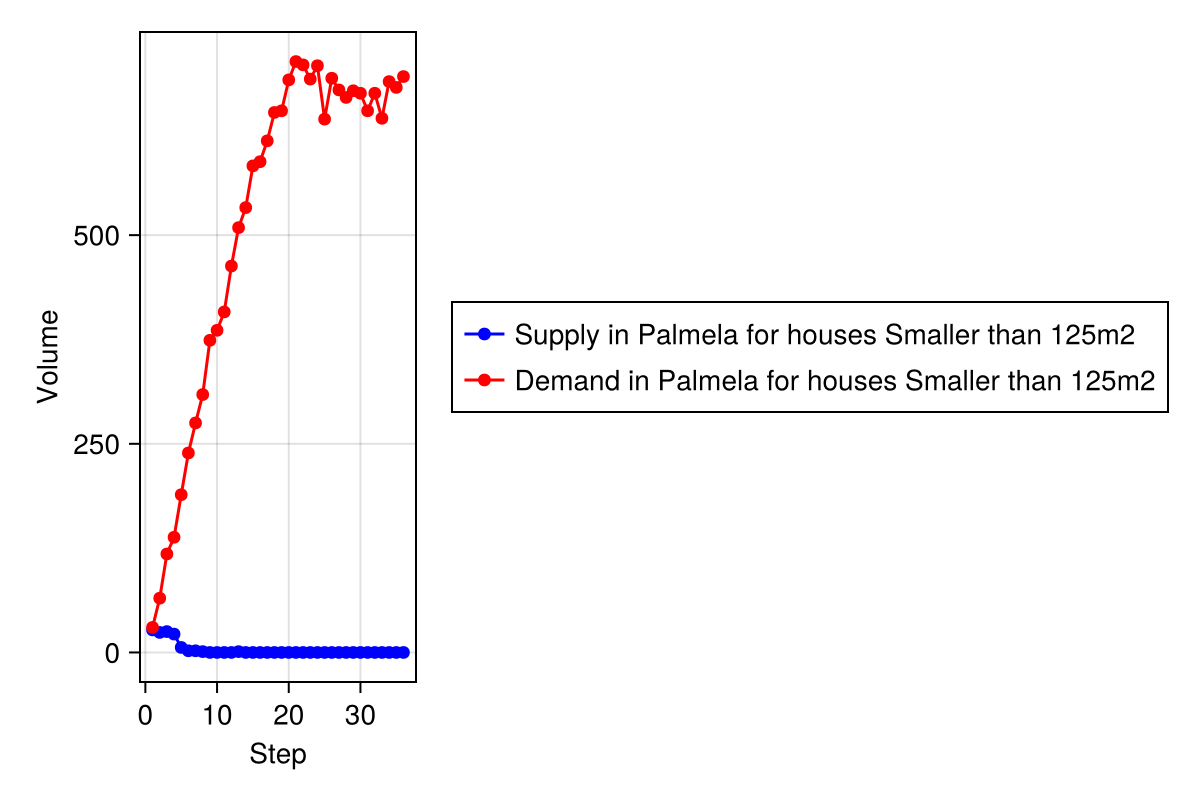 Volume
500
250
0
0 10 20 30
Step
Supply in Palmela for houses Smaller than 125m2
Demand in Palmela for houses Smaller than 125m2